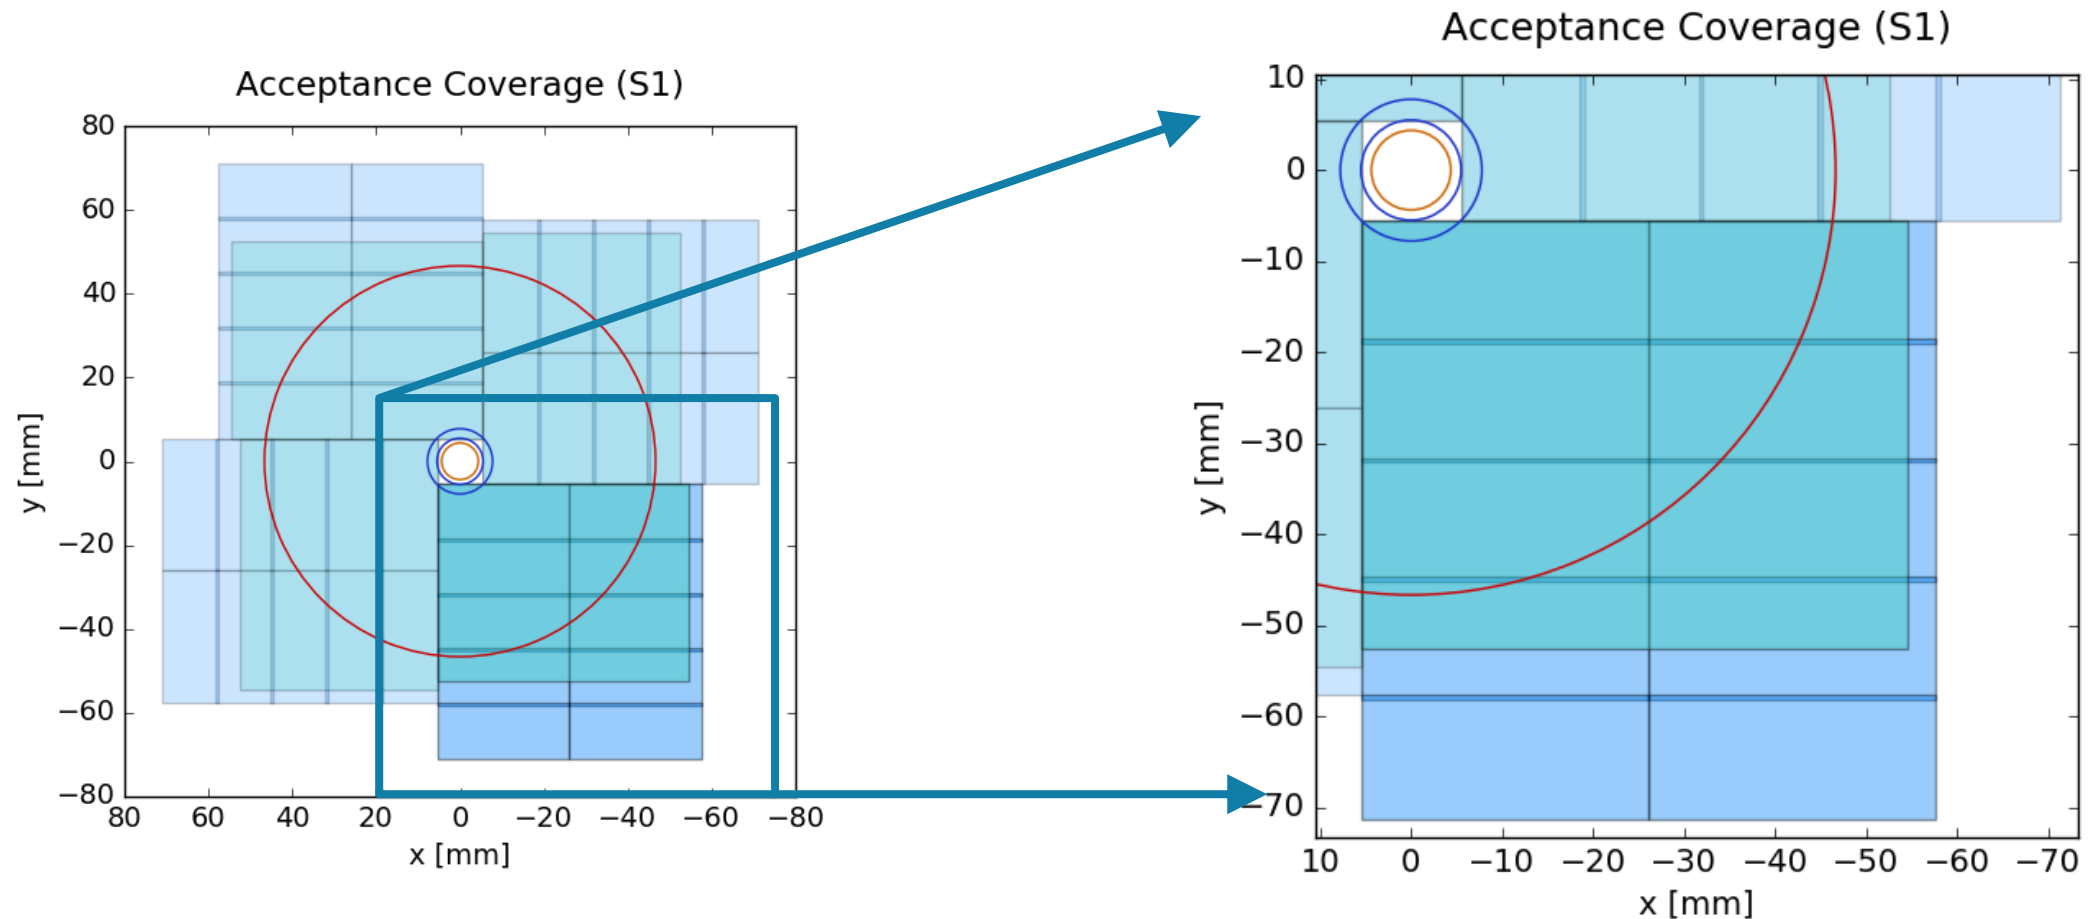 Acceptance Coverage (S1)
80
60
40
20
0
−20
−40
−60
−80
y [mm]
80 60 40 20 0 −20 −40 −60 −80
x [mm]
Acceptance Coverage (S1)
10
0
−10
−20
−30
−40
−50
−60
−70
y [mm]
10 0 −10 −20 −30 −40 −50 −60 −70
x [mm]